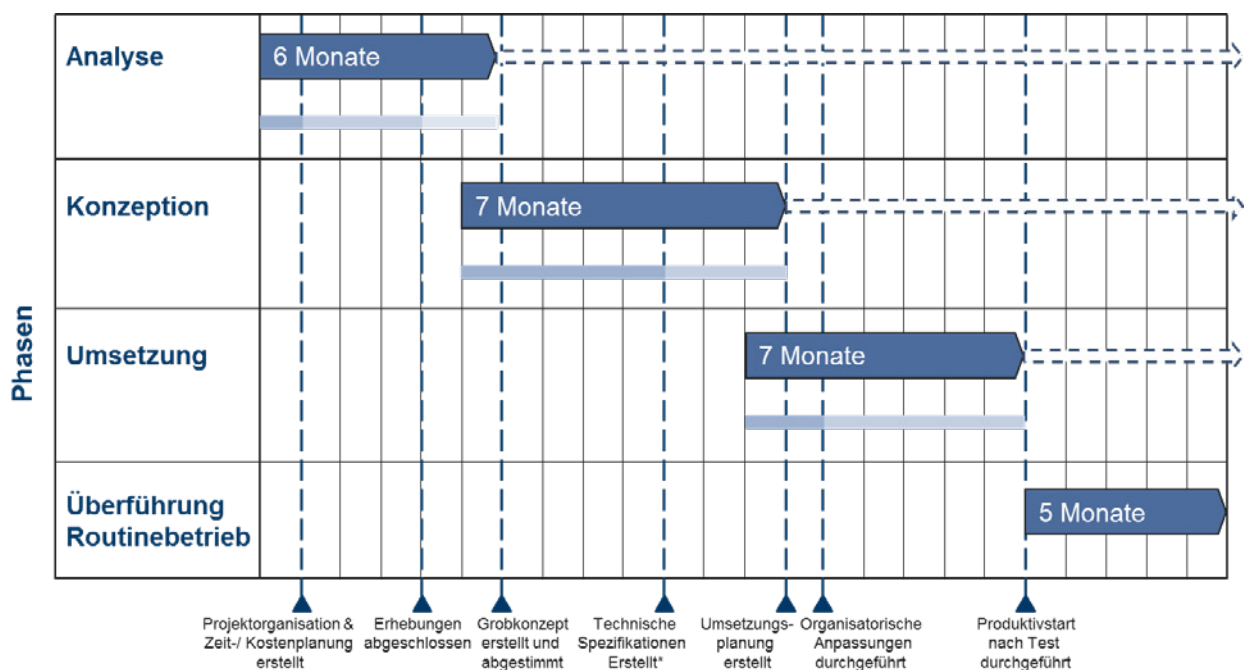 Phasen
Analyse
6 Monate
Konzeption
7 Monate
Umsetzung
7 Monate
Überführung
Routinebetrieb
5 Monate
Projektorganisation &
Zeit-/ Kostenplanung
erstellt
Erhebungen
abgeschlossen
Grobkonzept
erstellt und
abgestimmt
Technische
Spezifikationen
Erstellt*
Umsetzungs-
planung
erstellt
Organisatorische
Anpassungen
durchgeführt
Produktivstart
nach Test
durchgeführt